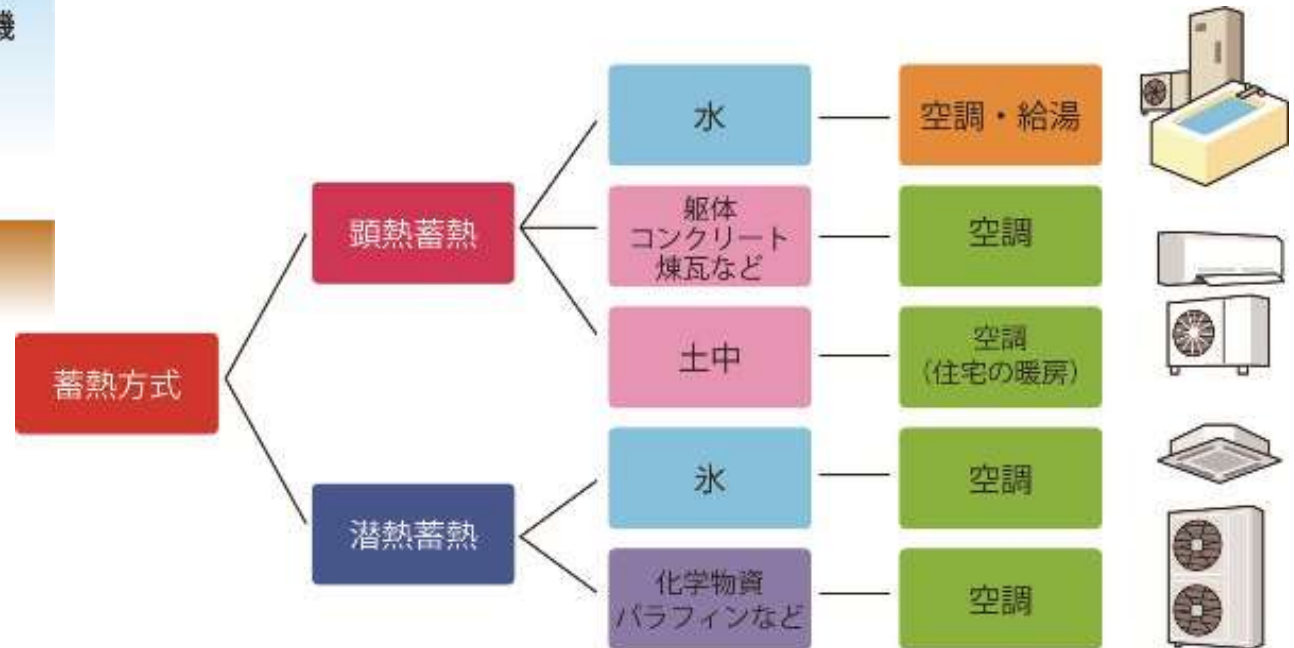 機
蓄熱方式
顕熱蓄熱
水
空調・給湯
躯体
コンクリート
煉瓦など
空調
土中
空調
（住宅の暖房）
潜熱蓄熱
氷
空調
化学物資
パラフィンなど
空調